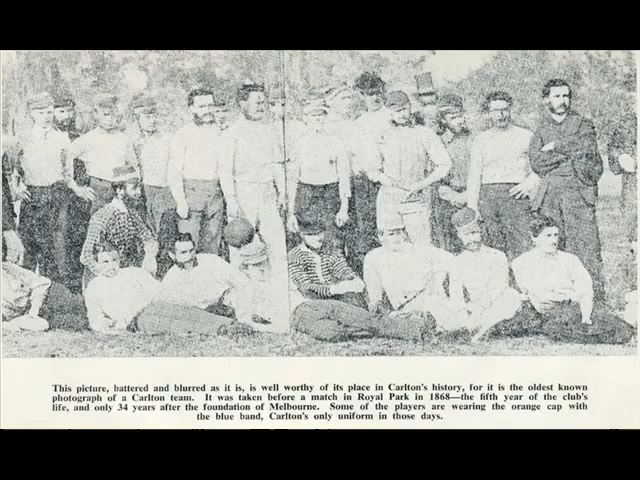 This picture, battered and blurred as it is, is well worthy of its place in Carlton's history, for it is the oldest known
photograph of a Carlton team. It was taken before a match in Royal Park in 1868—the fifth year of the club's
life, and only 34 years after the foundation of Melbourne. Some of the players are wearing the orange cap with
the blue band, Carlton's only uniform in those days.